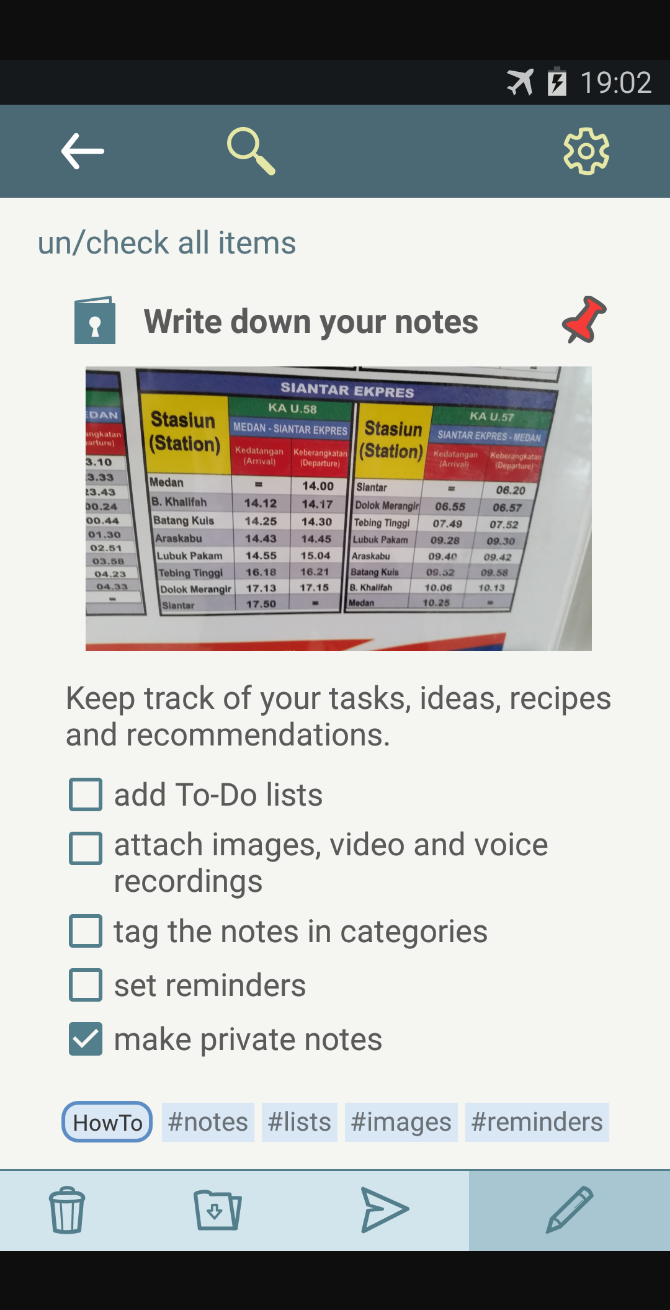 19:02
un/check all items
Write down your notes
SIANTAR EKPRES
EDAN
KA U.58
KA U.57
Stasiun
(Station)
MEDAN - SIANTAR EKPRES
Stasiun
(Station)
SIANTAR EKPRES - MEDAN
Kedatangan
(Arrival)
Keberangkatan
(Departure)
Kedatangan
(Arrival)
Keberangkatan
(Departure)
3.10
3.33
23.43
00.24
00.44
01.30
02.51
03.58
04.23
04.33
-
Medan = 14.00
B. Khalifah 14.12 14.17
Batang Kuis 14.25 14.30
Araskabu 14.43 14.45
Lubuk Pakam 14.55 15.04
Tebing Tinggi 16.18 16.21
Dolok Merangir 17.13 17.15
Siantar 17.50 =
Siantar = 06.20
Dolok Merangir 06.55 06.57
Tebing Tinggi 07.49 07.52
Lubuk Pakam 09.28 09.30
Araskabu 09.40 09.42
Batang Kuis 09.52 09.58
B. Khalifah 10.06 10.13
Medan 10.25 =
Keep track of your tasks, ideas, recipes
and recommendations.
add To-Do lists
attach images, video and voice
recordings
tag the notes in categories
set reminders
make private notes
HowTo #notes #lists #images #reminders